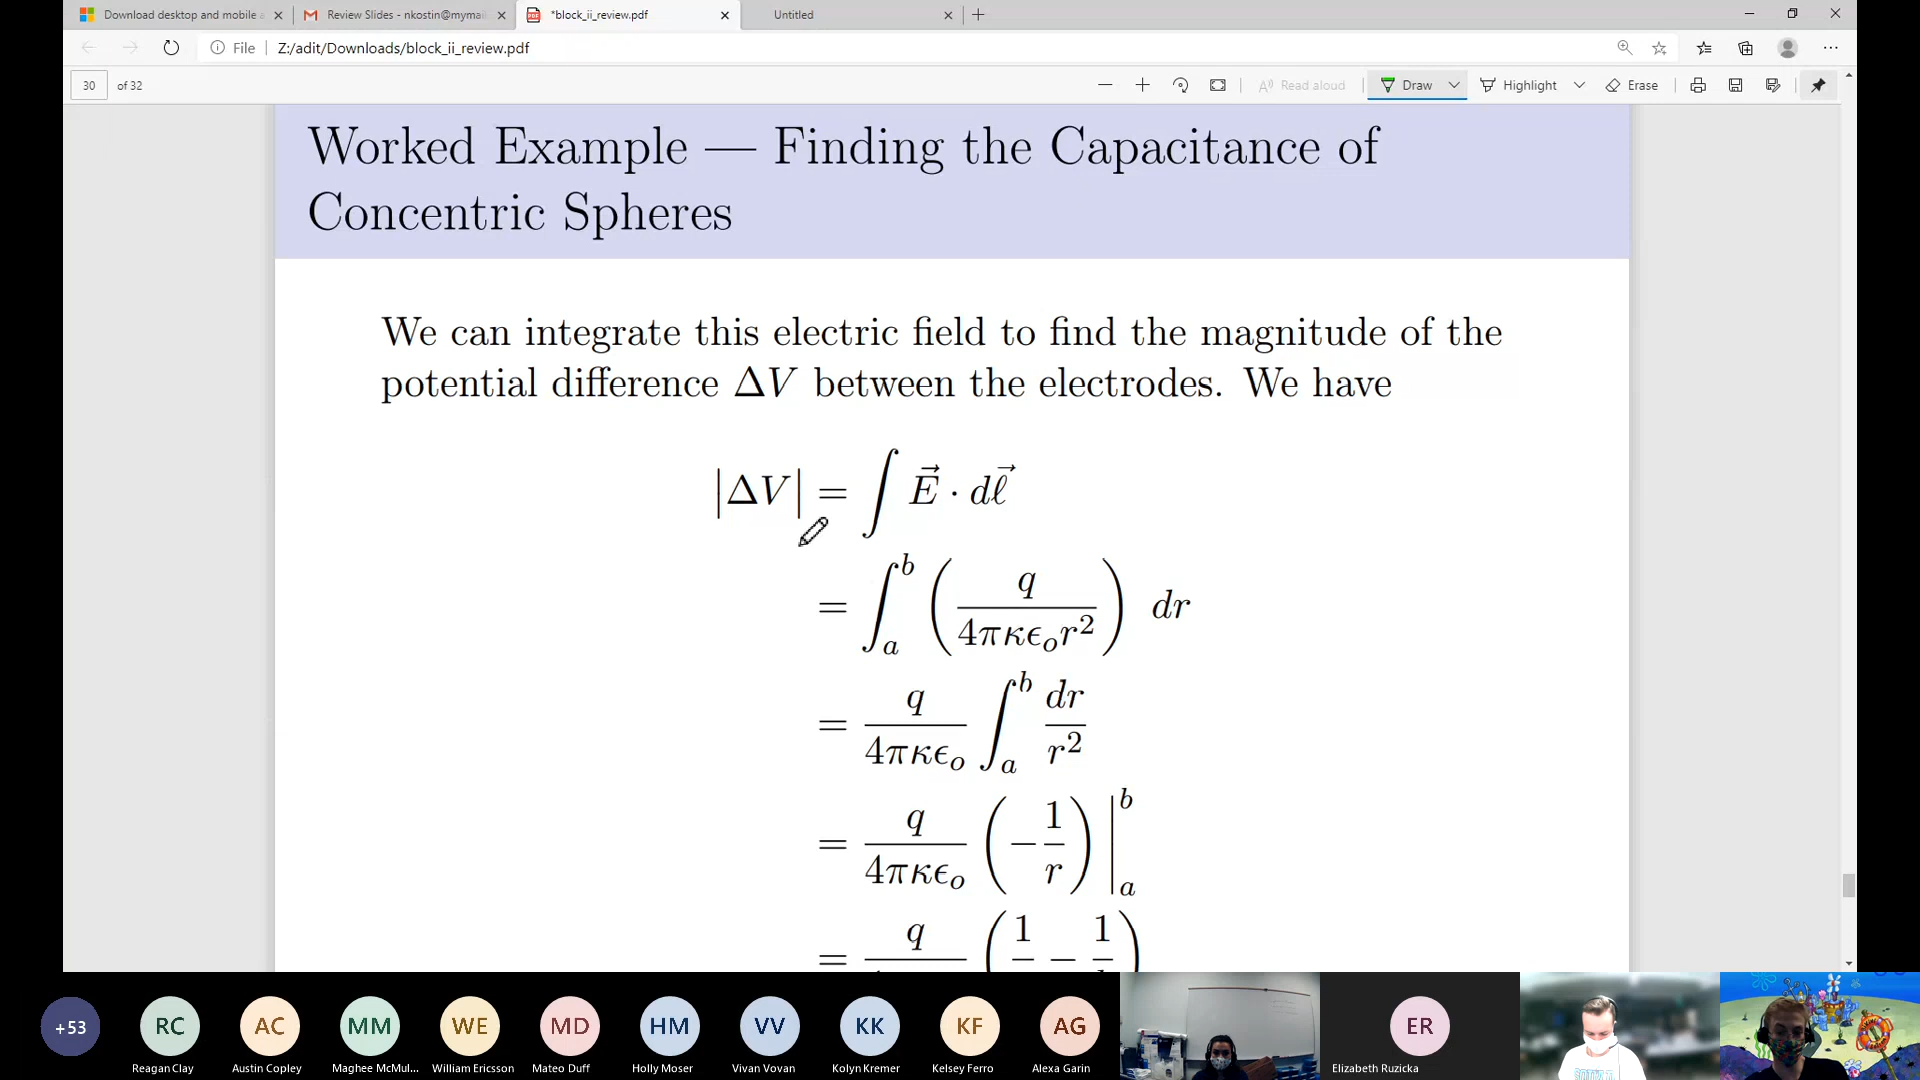 Download desktop and mobile a
Review Slides - nkostin@mymai
*block_ii_review.pdf
Untitled
File
Z:/adit/Downloads/block_ii_review.pdf
30 of 32
Read aloud
Draw
Highlight
Erase
Worked Example — Finding the Capacitance of
Concentric Spheres
We can integrate this electric field to find the magnitude of the
potential difference ΔV between the electrodes. We have
|ΔV| = ∫ E⃗ · dℓ⃗
= ∫_a^b ( q / 4πκϵ_o r² ) dr
= q / 4πκϵ_o ∫_a^b dr / r²
= q / 4πκϵ_o ( − 1 / r ) |_a^b
= q ( 1 − 1 )
+53
RC
AC
MM
WE
MD
HM
VV
KK
KF
AG
ER
Reagan Clay
Austin Copley
Maghee McMul...
William Ericsson
Mateo Duff
Holly Moser
Vivan Vovan
Kolyn Kremer
Kelsey Ferro
Alexa Garin
Elizabeth Ruzicka